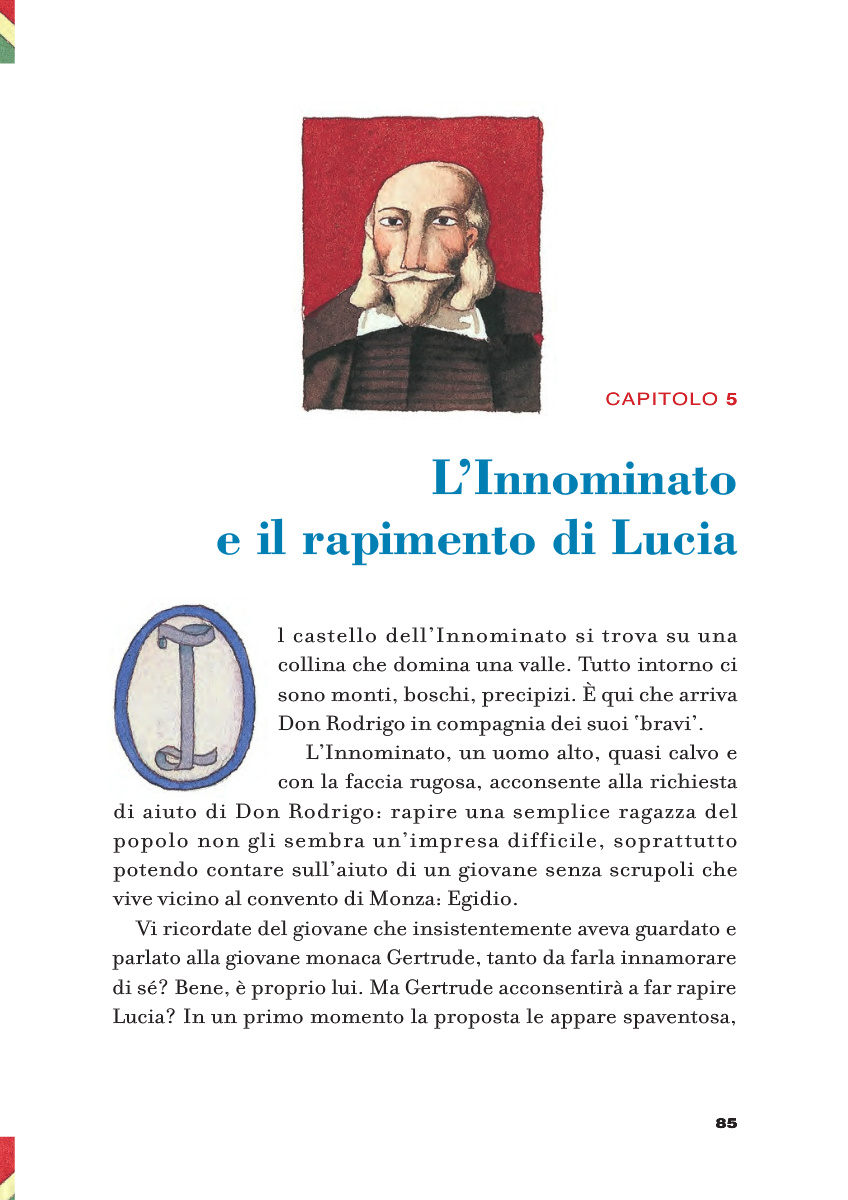 CAPITOLO 5
L’Innominato
e il rapimento di Lucia
Il castello dell’Innominato si trova su una
collina che domina una valle. Tutto intorno ci
sono monti, boschi, precipizi. È qui che arriva
Don Rodrigo in compagnia dei suoi ‛bravi’.
L’Innominato, un uomo alto, quasi calvo e
con la faccia rugosa, acconsente alla richiesta
di aiuto di Don Rodrigo: rapire una semplice ragazza del
popolo non gli sembra un’impresa difficile, soprattutto
potendo contare sull’aiuto di un giovane senza scrupoli che
vive vicino al convento di Monza: Egidio.
Vi ricordate del giovane che insistentemente aveva guardato e
parlato alla giovane monaca Gertrude, tanto da farla innamorare
di sé? Bene, è proprio lui. Ma Gertrude acconsentirà a far rapire
Lucia? In un primo momento la proposta le appare spaventosa,
85